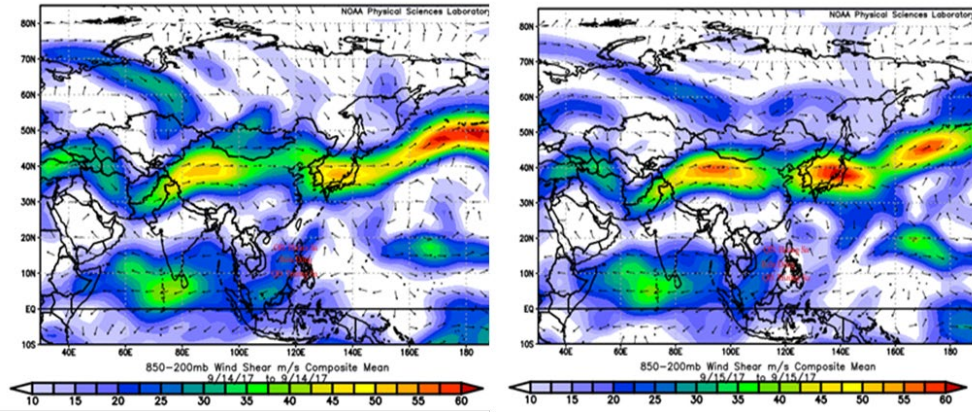 NOAA Physical Sciences Laboratory
80N
70N
60N
50N
40N
30N
20N
10N
EQ
10S
40E
60E
80E
100E
120E
140E
160E
180
850-200mb Wind Shear m/s Composite Mean
9/14/17 to 9/14/17
10 15 20 25 30 35 40 45 50 55 60
NOAA Physical Sciences Laborator
80N
70N
60N
50N
40N
30N
20N
10N
EQ
10S
40E
60E
80E
100E
120E
140E
160E
180
850-200mb Wind Shear m/s Composite Mean
9/15/17 to 9/15/17
10 15 20 25 30 35 40 45 50 55 60